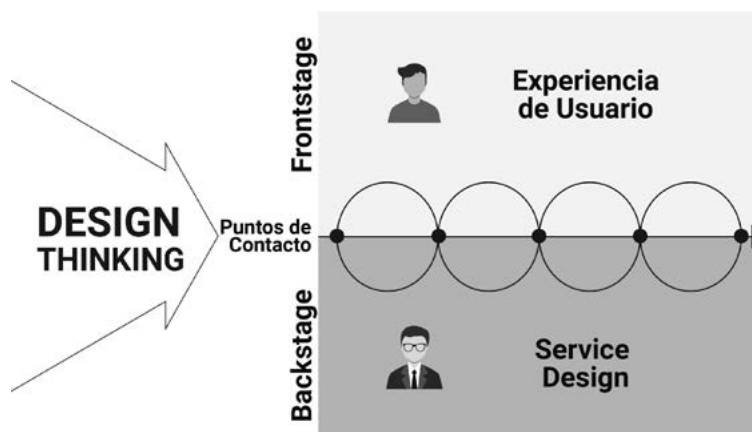 DESIGN
THINKING
Puntos de
Contacto
Frontstage
Experiencia
de Usuario
Backstage
Service
Design